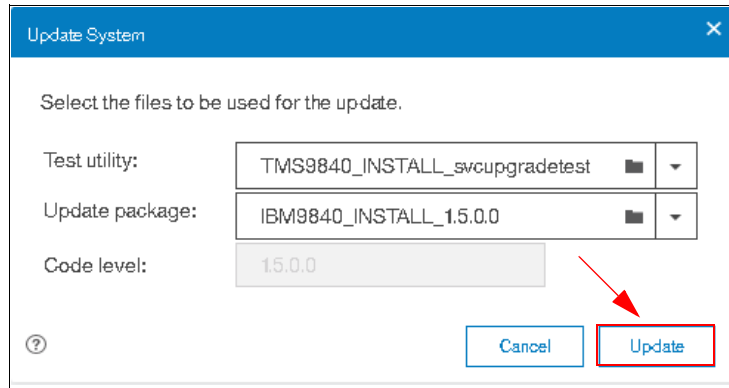 Update System
Select the files to be used for the update.
Test utility: TMS9840_INSTALL_svcupgradetest
Update package: IBM9840_INSTALL_1.5.0.0
Code level: 1.5.0.0
Cancel Update